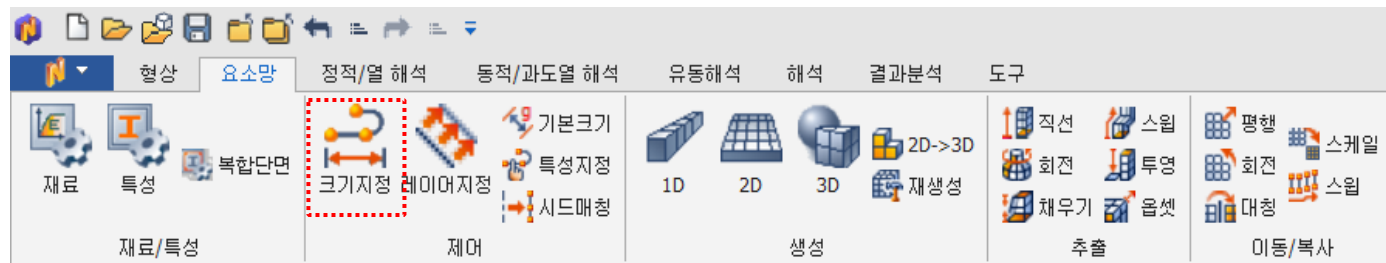 형상 요소망 정적/열 해석 동적/과도열 해석 유동해석 해석 결과분석 도구
재료 특성 복합단면
재료/특성
크기지정 레이어지정 기본크기
특성지정
시드매칭
제어
1D 2D 3D 2D->3D
재생성
생성
직선 스윕
회전 투영
채우기 옵셋
추출
평행 스케일
회전 스윕
대칭
이동/복사